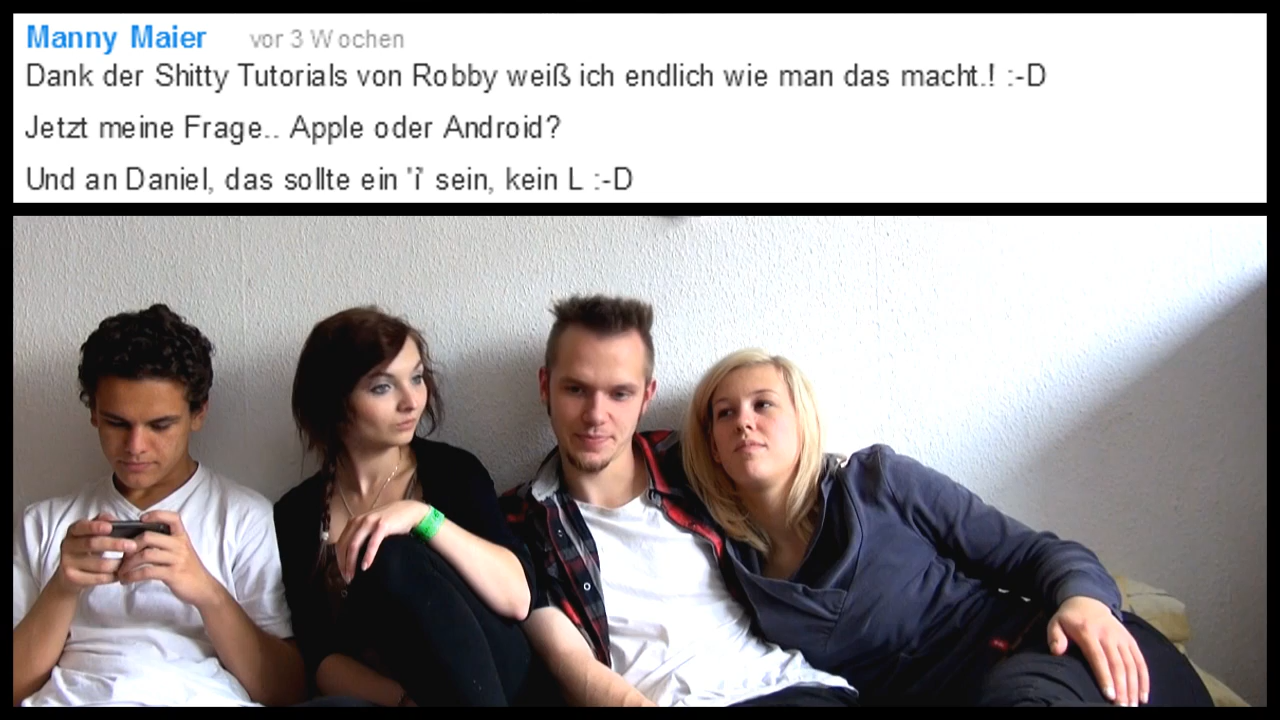 Manny Maier vor 3 Wochen
Dank der Shitty Tutorials von Robby weiß ich endlich wie man das macht.! :-D
Jetzt meine Frage.. Apple oder Android?
Und an Daniel, das sollte ein 'i' sein, kein L :-D